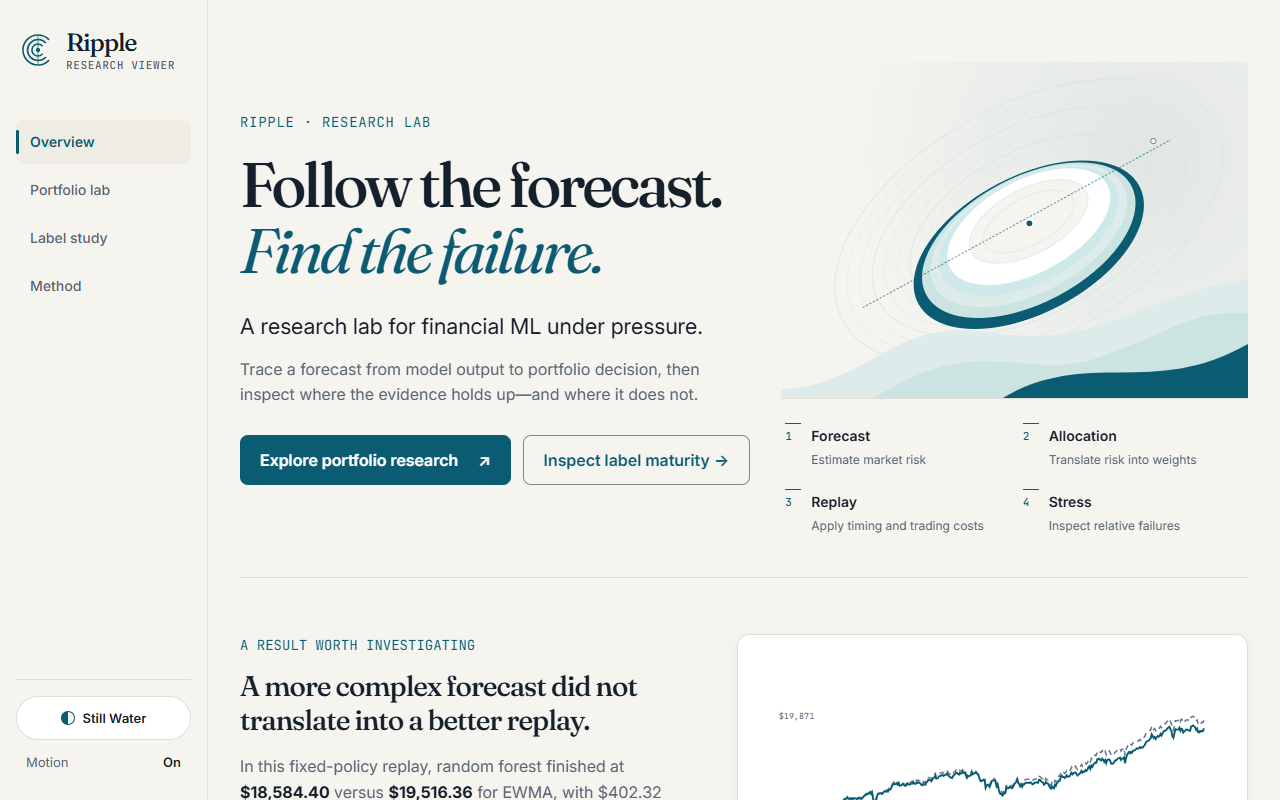 Ripple
RESEARCH VIEWER
Overview
Portfolio lab
Label study
Method
Still Water
Motion On
RIPPLE · RESEARCH LAB
Follow the forecast.
Find the failure.
A research lab for financial ML under pressure.
Trace a forecast from model output to portfolio decision, then
inspect where the evidence holds up—and where it does not.
Explore portfolio research ↗
Inspect label maturity →
1 Forecast
Estimate market risk
2 Allocation
Translate risk into weights
3 Replay
Apply timing and trading costs
4 Stress
Inspect relative failures
A RESULT WORTH INVESTIGATING
A more complex forecast did not
translate into a better replay.
In this fixed-policy replay, random forest finished at
$18,584.40 versus $19,516.36 for EWMA, with $402.32
$19,871